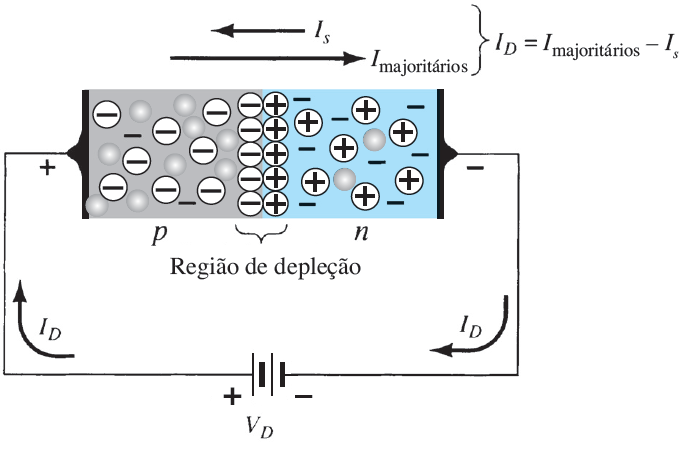 I_s
I_majoritários
I_D = I_majoritários – I_s
+
–
p
n
Região de depleção
I_D
I_D
+
–
V_D